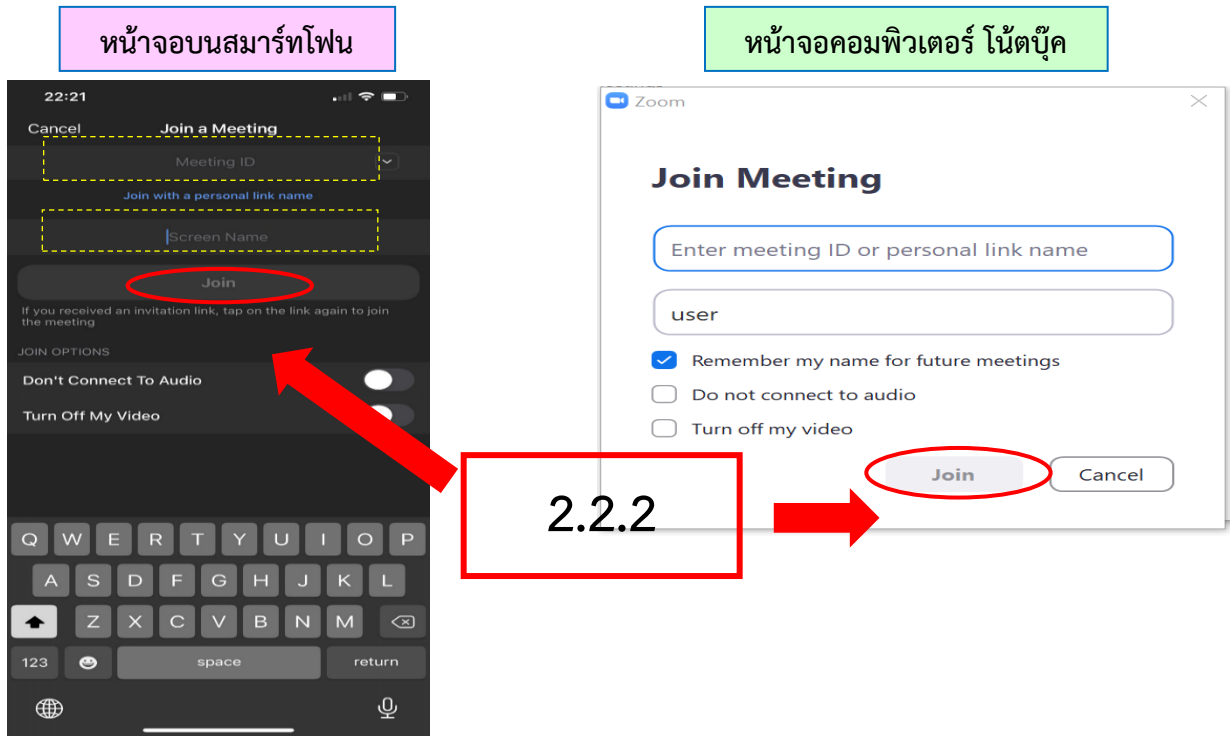 หน้าจอบนสมาร์ทโฟน
22:21
Cancel Join a Meeting
Meeting ID
Join with a personal link name
Screen Name
Join
If you received an invitation link, tap on the link again to join
the meeting
JOIN OPTIONS
Don't Connect To Audio
Turn Off My Video
Q W E R T Y U I O P
A S D F G H J K L
Z X C V B N M
123 space return
หน้าจอคอมพิวเตอร์ โน้ตบุ๊ค
Zoom
Join Meeting
Enter meeting ID or personal link name
user
Remember my name for future meetings
Do not connect to audio
Turn off my video
Join Cancel
2.2.2